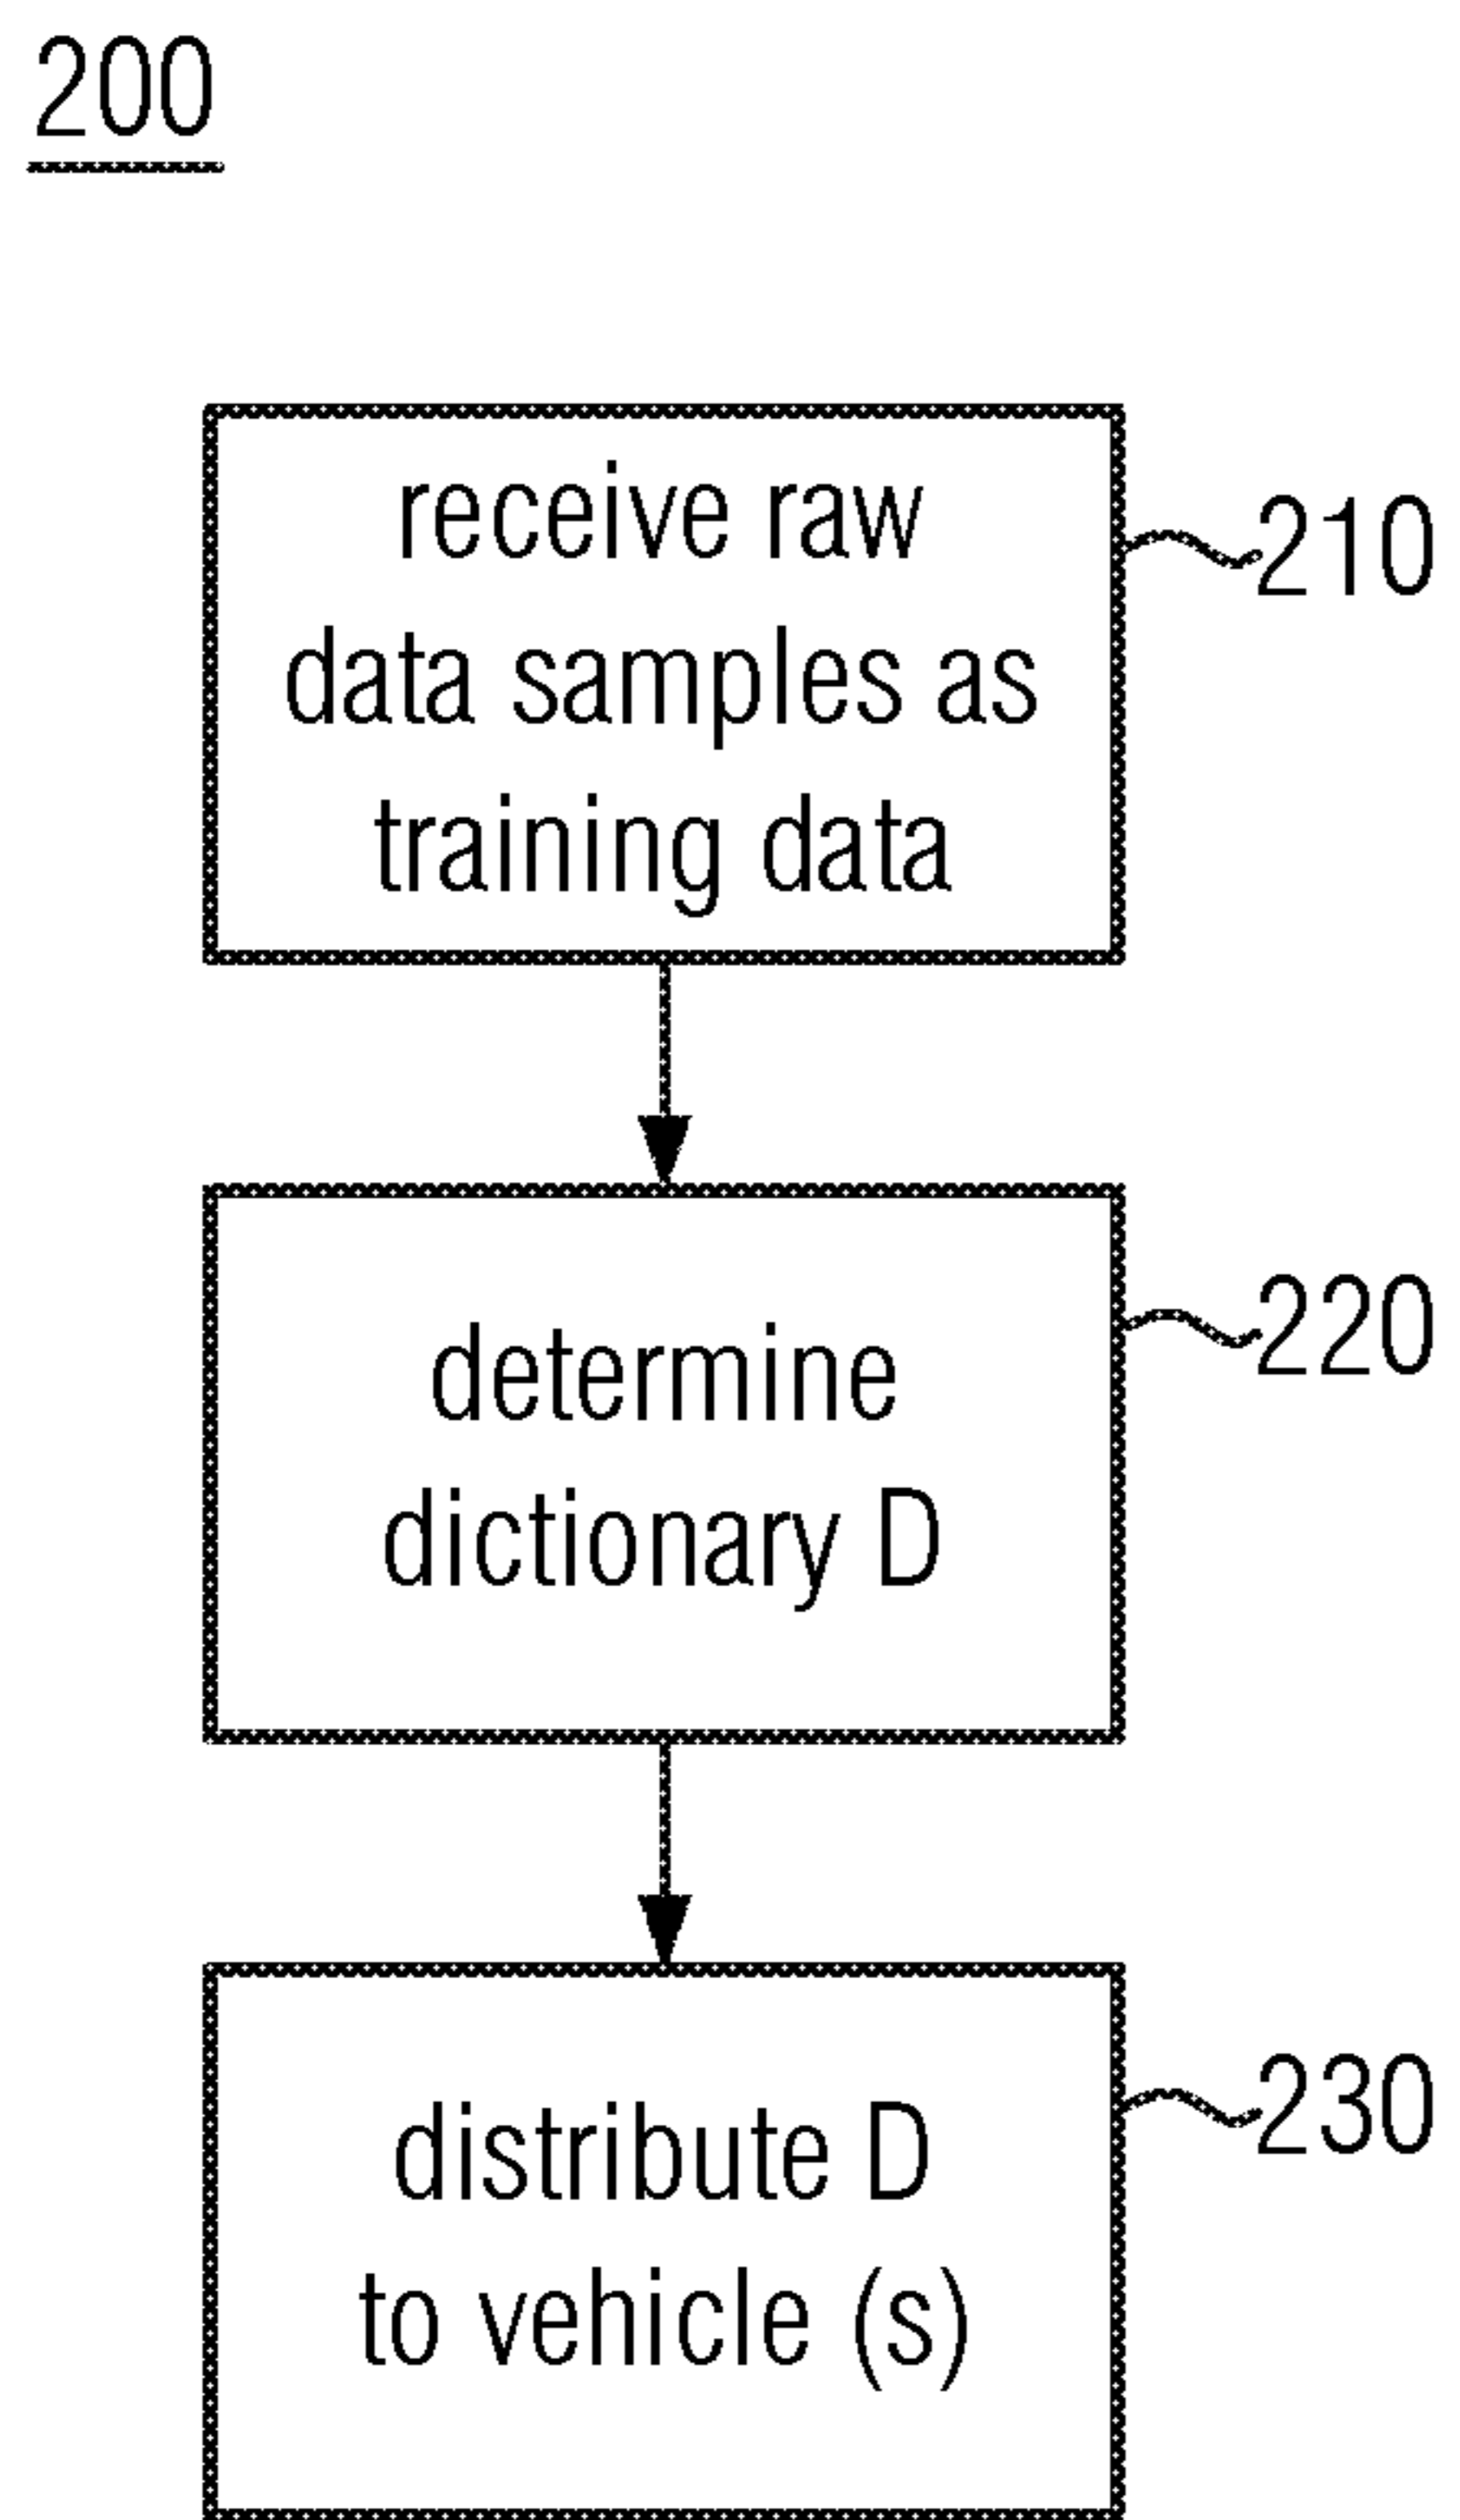 200
receive raw
data samples as
training data
210
determine
dictionary D
220
distribute D
to vehicle (s)
230